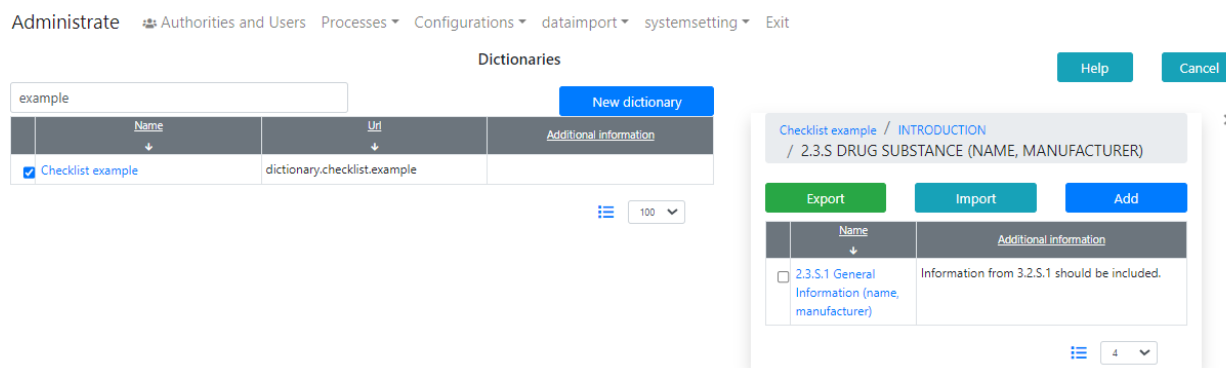 Administrate Authorities and Users Processes Configurations dataimport systemsetting Exit
Dictionaries
Help Cancel
example
New dictionary
Name Url Additional information
Checklist example dictionary.checklist.example
100
Checklist example / INTRODUCTION
/ 2.3.S DRUG SUBSTANCE (NAME, MANUFACTURER)
Export Import Add
Name Additional information
2.3.S.1 General Information from 3.2.S.1 should be included.
Information (name,
manufacturer)
4